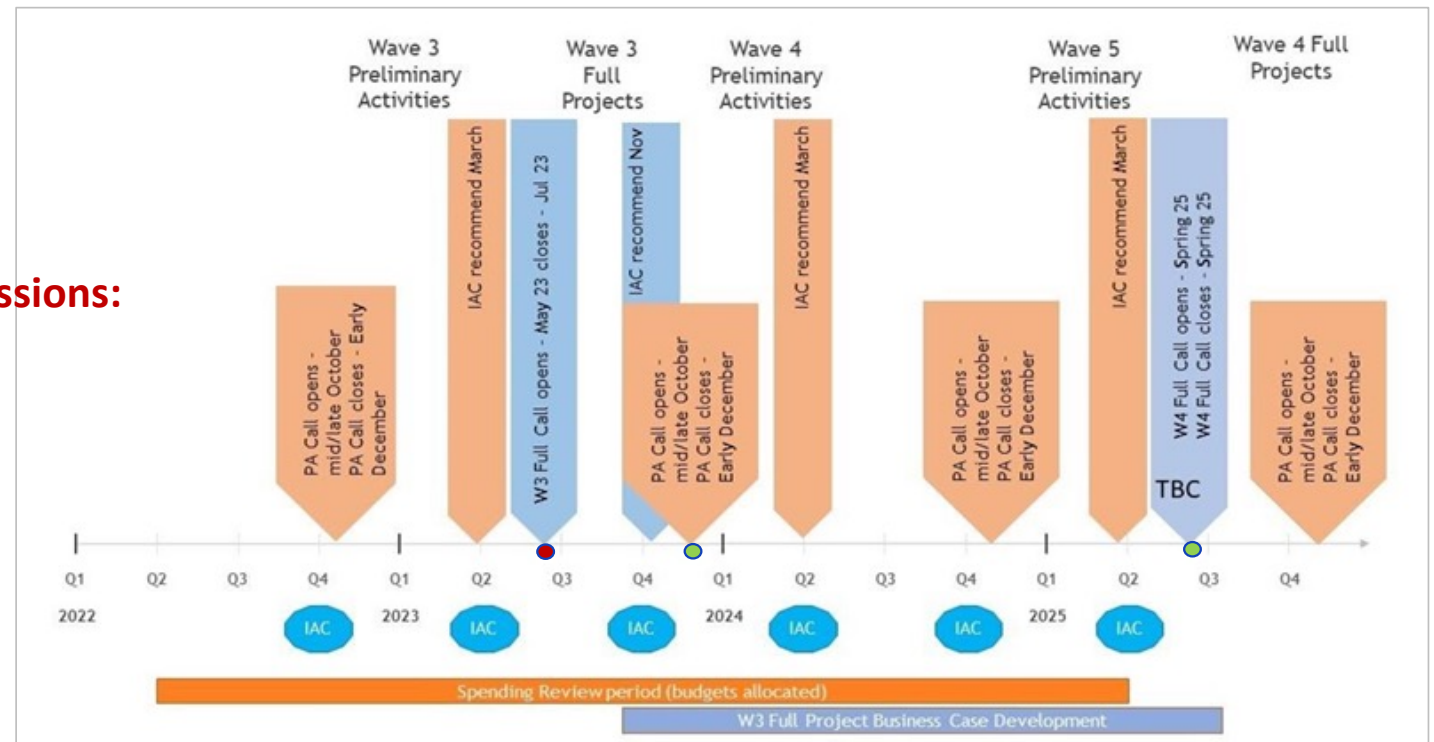 Wave 3
Preliminary
Activities
Wave 3
Full
Projects
Wave 4
Preliminary
Activities
Wave 5
Preliminary
Activities
Wave 4 Full
Projects
ssions:
PA Call opens -
mid/late October
PA Call closes - Early
December
IAC recommend March
W3 Full Call opens - May 23 closes - Jul 23
IAC recommend Nov
PA Call opens -
mid/late October
PA Call closes -
Early December
IAC recommend March
PA Call opens -
mid/late October
PA Call closes -
Early December
IAC recommend March
W4 Full Call opens - Spring 25
W4 Full Call closes - Spring 25
TBC
PA Call opens -
mid/late October
PA Call closes -
Early December
Q1 Q2 Q3 Q4 Q1 Q2 Q3 Q4 Q1 Q2 Q3 Q4 Q1 Q2 Q3 Q4
2022 2023 2024 2025
IAC IAC IAC IAC IAC IAC
Spending Review period (budgets allocated)
W3 Full Project Business Case Development